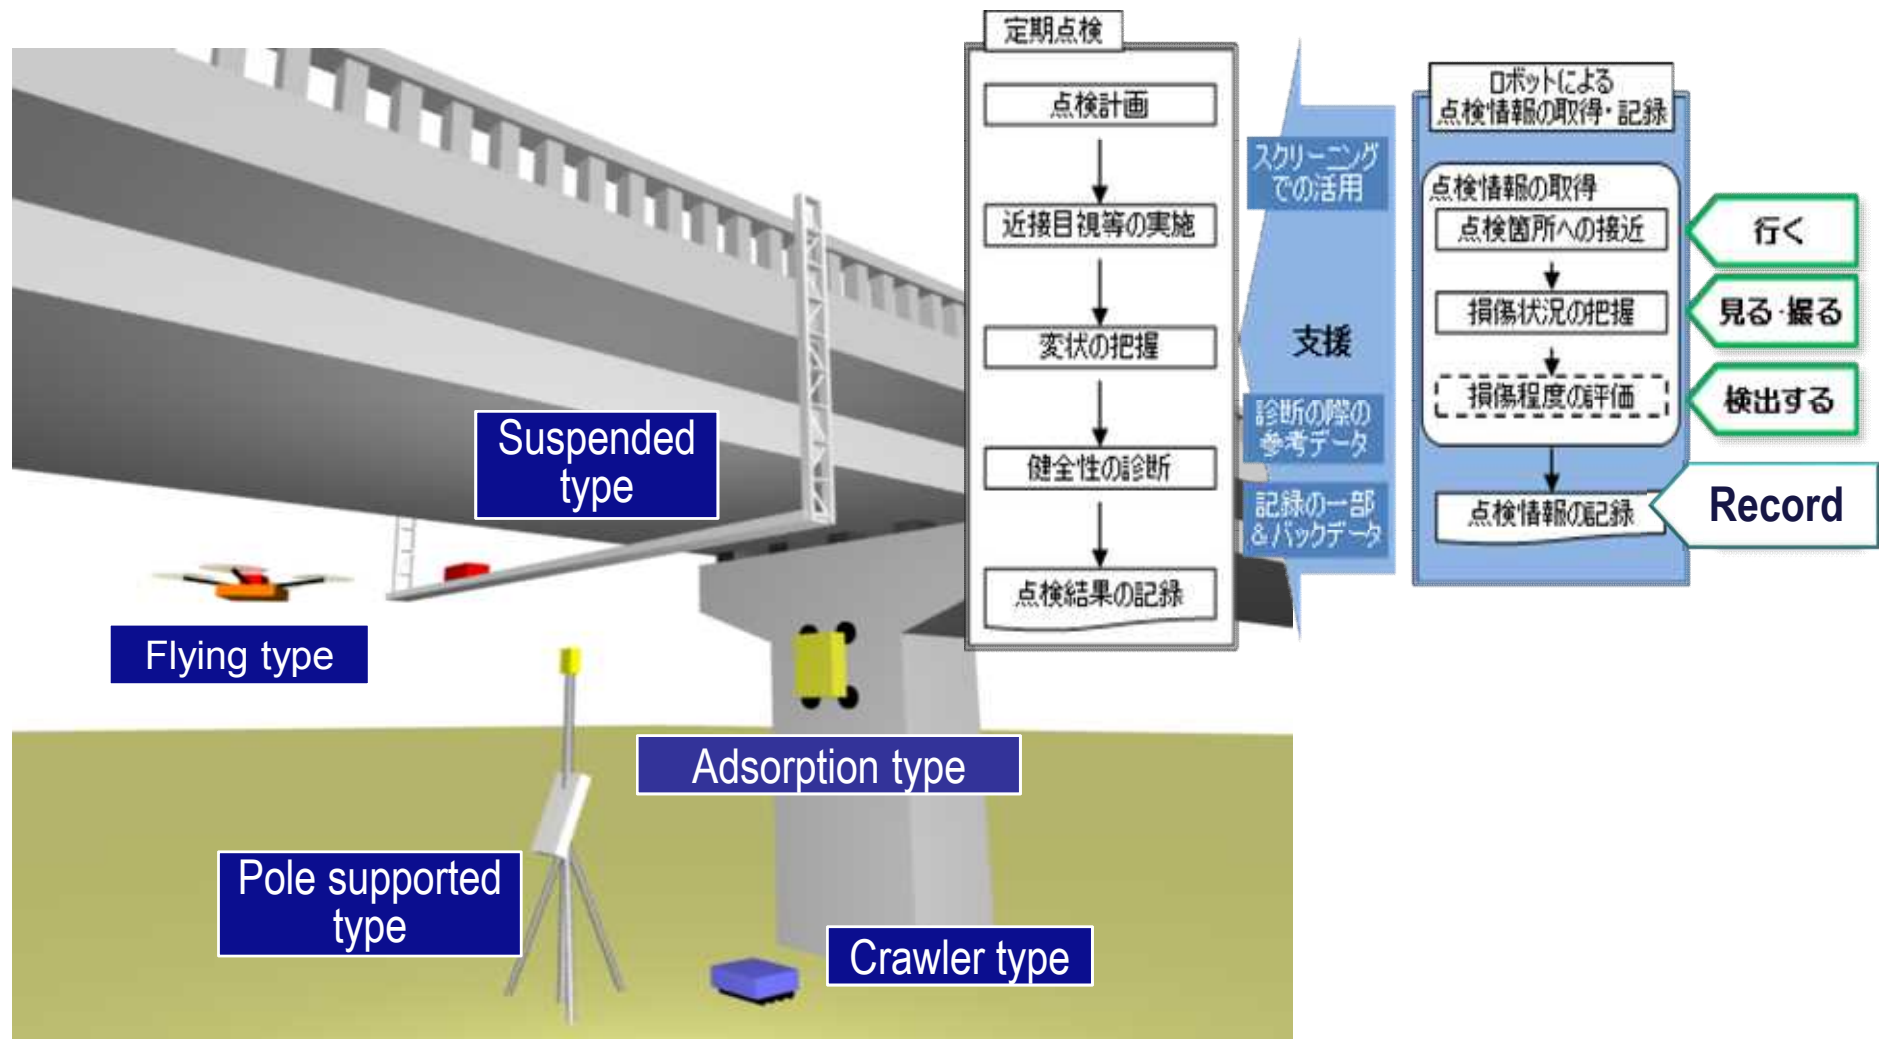 定期点検
点検計画
近接目視等の実施
変状の把握
健全性の診断
点検結果の記録
スクリーニング
での活用
支援
診断の際の
参考データ
記録の一部
&バックデータ
ロボットによる
点検情報の取得・記録
点検情報の取得
点検箇所への接近
損傷状況の把握
損傷程度の評価
点検情報の記録
行く
見る・撮る
検出する
Record
Suspended
type
Flying type
Adsorption type
Pole supported
type
Crawler type